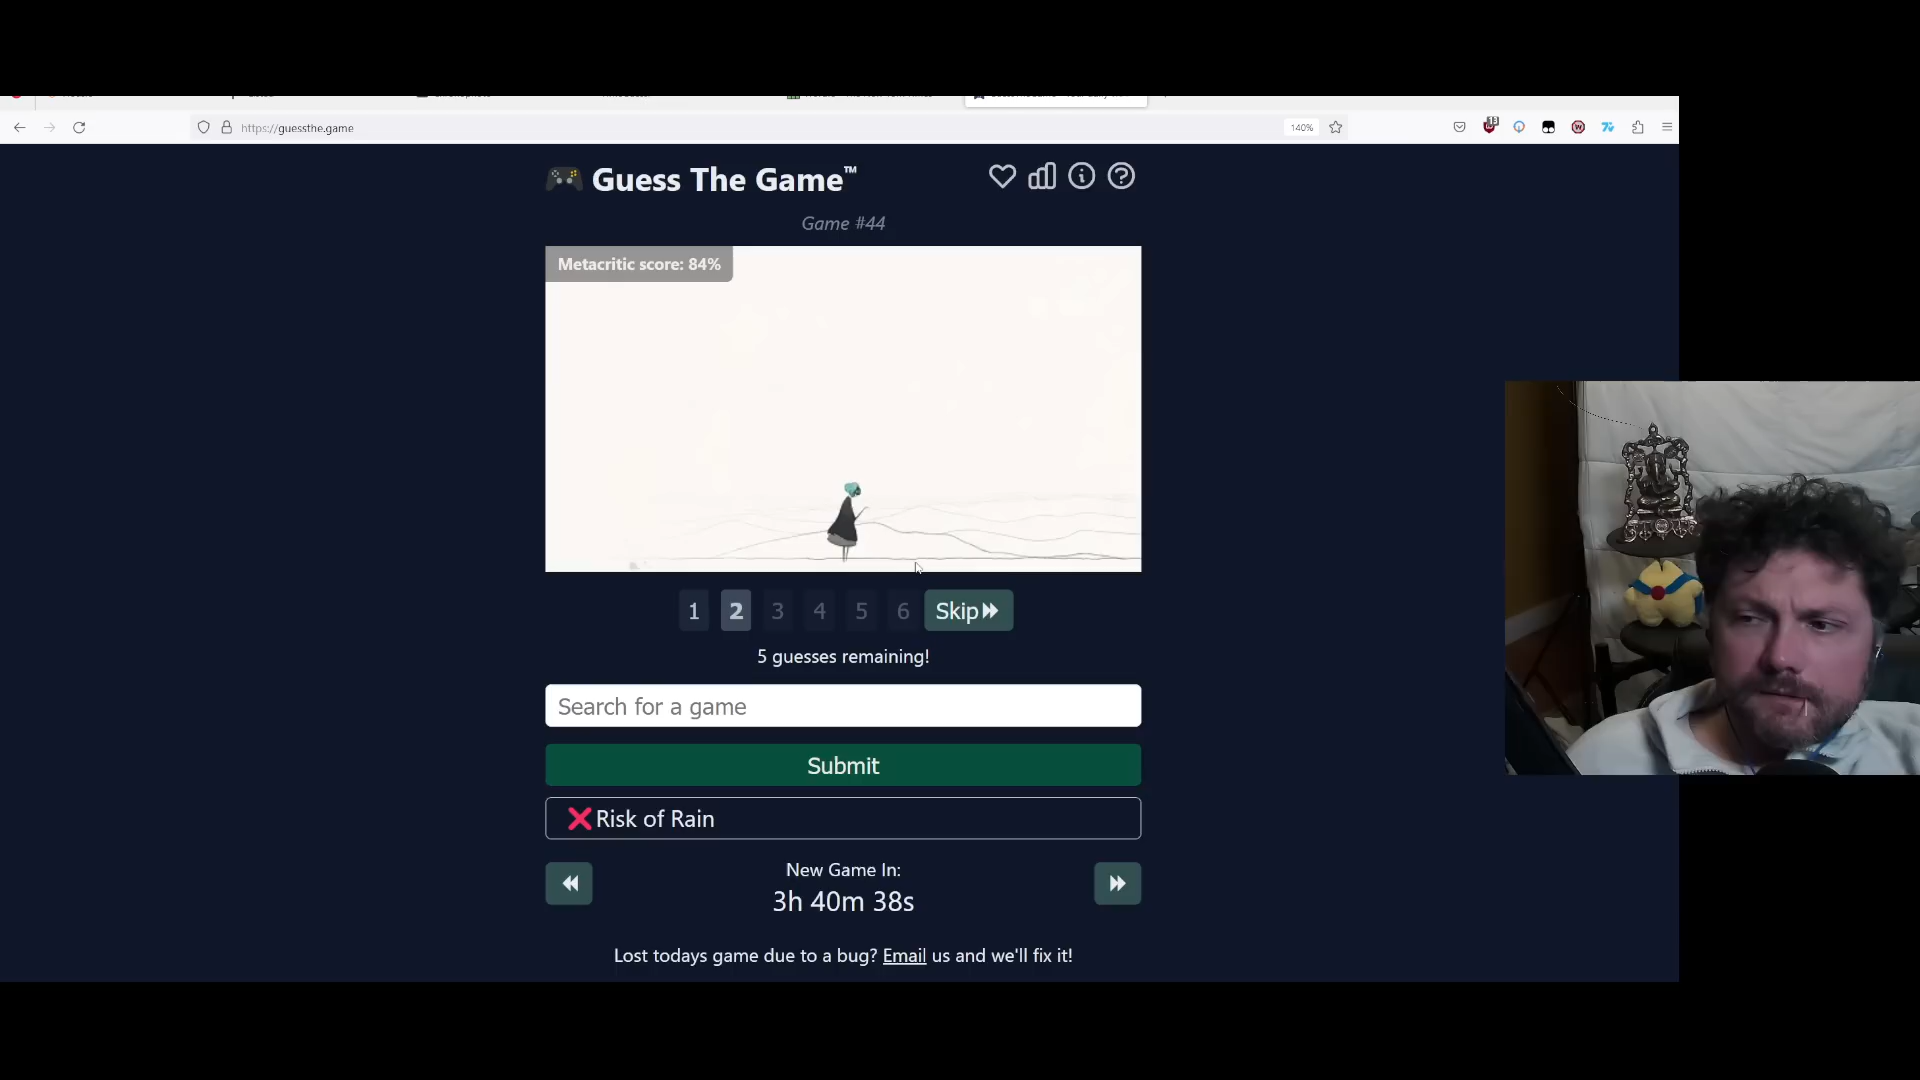 https://guessthe.game
140%
13
Guess The Game™
Game #44
Metacritic score: 84%
1 2 3 4 5 6 Skip
5 guesses remaining!
Search for a game
Submit
Risk of Rain
New Game In:
3h 40m 38s
Lost todays game due to a bug? Email us and we'll fix it!